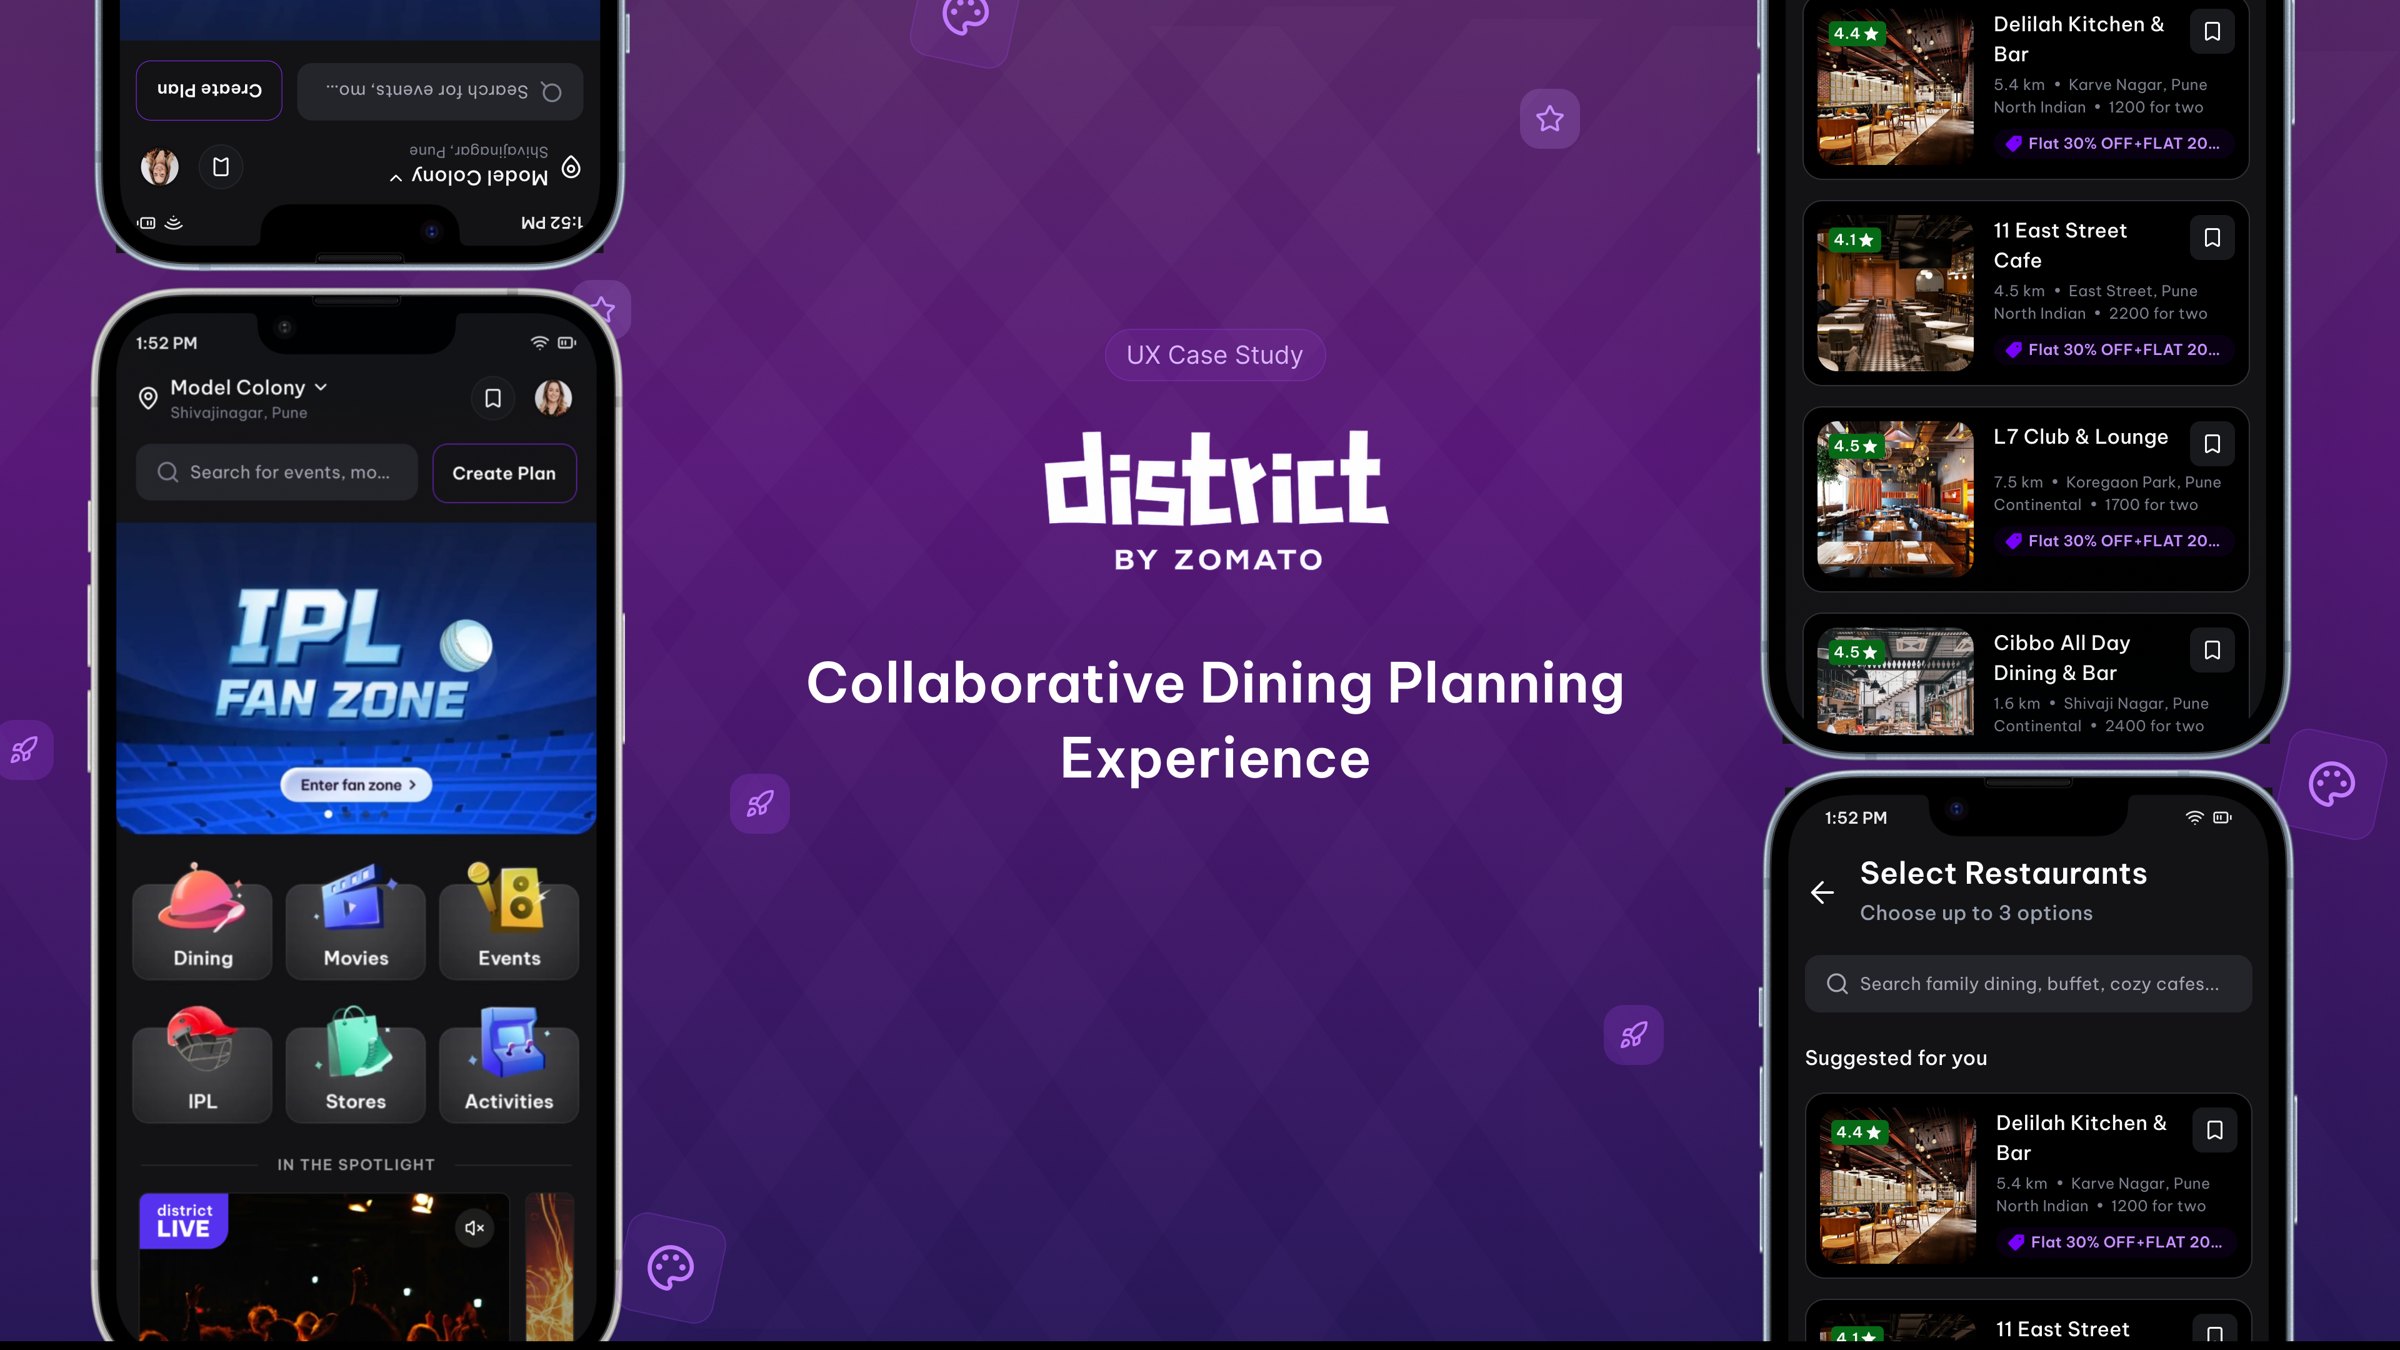 Create Plan
Search for events, mo...
Model Colony
Shivajinagar, Pune
1:52 PM
1:52 PM
Model Colony
Shivajinagar, Pune
Search for events, mo...
Create Plan
IPL
FAN ZONE
Enter fan zone >
Dining
Movies
Events
IPL
Stores
Activities
IN THE SPOTLIGHT
district
LIVE
UX Case Study
district
BY ZOMATO
Collaborative Dining Planning
Experience
4.4★
Delilah Kitchen &
Bar
5.4 km • Karve Nagar, Pune
North Indian • 1200 for two
Flat 30% OFF+FLAT 20...
4.1★
11 East Street
Cafe
4.5 km • East Street, Pune
North Indian • 2200 for two
Flat 30% OFF+FLAT 20...
4.5★
L7 Club & Lounge
7.5 km • Koregaon Park, Pune
Continental • 1700 for two
Flat 30% OFF+FLAT 20...
4.5★
Cibbo All Day
Dining & Bar
1.6 km • Shivaji Nagar, Pune
Continental • 2400 for two
1:52 PM
Select Restaurants
Choose up to 3 options
Search family dining, buffet, cozy cafes...
Suggested for you
4.4★
Delilah Kitchen &
Bar
5.4 km • Karve Nagar, Pune
North Indian • 1200 for two
Flat 30% OFF+FLAT 20...
4.1★
11 East Street